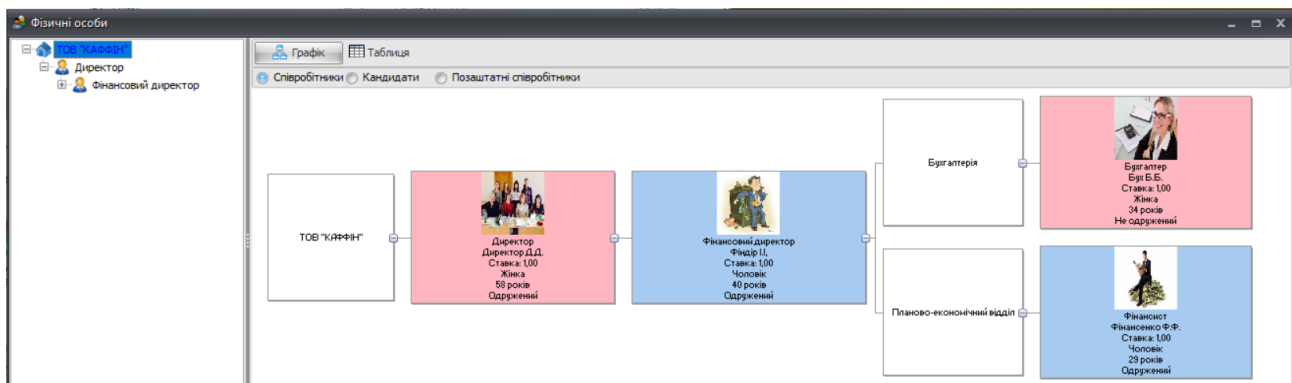 Фізичні особи
ТОВ "КАФФІН"
Директор
Фінансовий директор
Графік
Таблиця
Співробітники
Кандидати
Позаштатні співробітники
ТОВ "КАФФІН"
Директор
Директор Д.Д.
Ставка: 1,00
Жінка
58 років
Одружений
Фінансовий директор
Фіндір І.І,
Ставка: 1,00
Чоловік
40 років
Одружений
Бухгалтерія
Бухгалтер
Бух Б.Б.
Ставка: 1,00
Жінка
34 років
Не одружений
Планово-економічний відділ
Фінансист
Фінансенко Ф.Ф.
Ставка: 1,00
Чоловік
29 років
Одружений